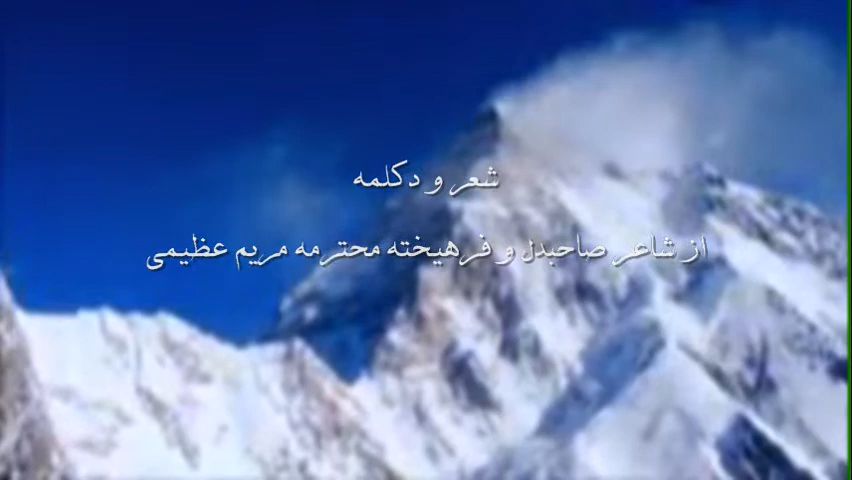 شعر و دکلمه
از شاعر صاحبدل و فرهیخته محترمه مریم عظیمی